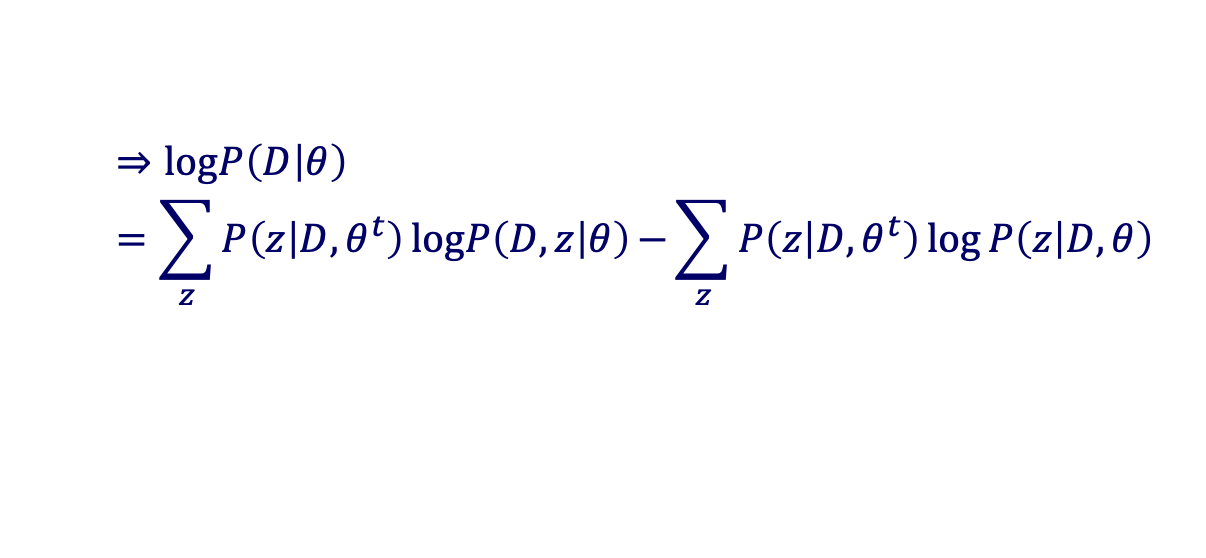 ⇒ logP(D|θ)
= ∑_z P(z|D, θ^t) logP(D, z|θ) − ∑_z P(z|D, θ^t) log P(z|D, θ)